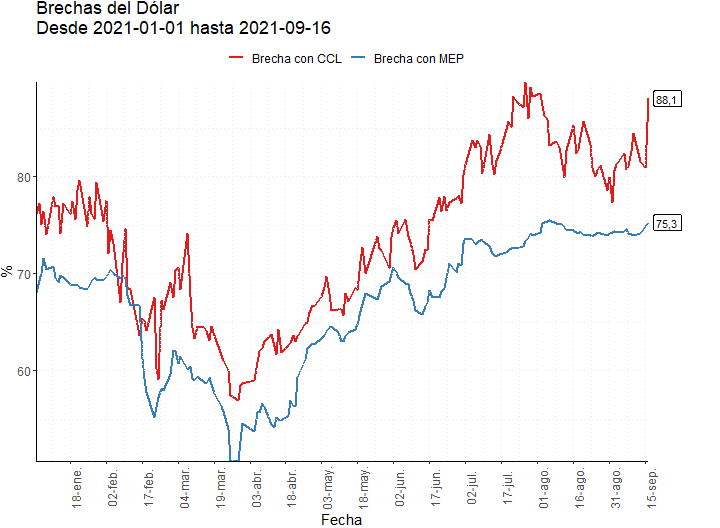 Brechas del Dólar
Desde 2021-01-01 hasta 2021-09-16
Brecha con CCL
Brecha con MEP
88,1
75,3
80
70
60
%
18-ene.
02-feb.
17-feb.
04-mar.
19-mar.
03-abr.
18-abr.
03-may.
18-may.
02-jun.
17-jun.
02-jul.
17-jul.
01-ago.
16-ago.
31-ago.
15-sep.
Fecha